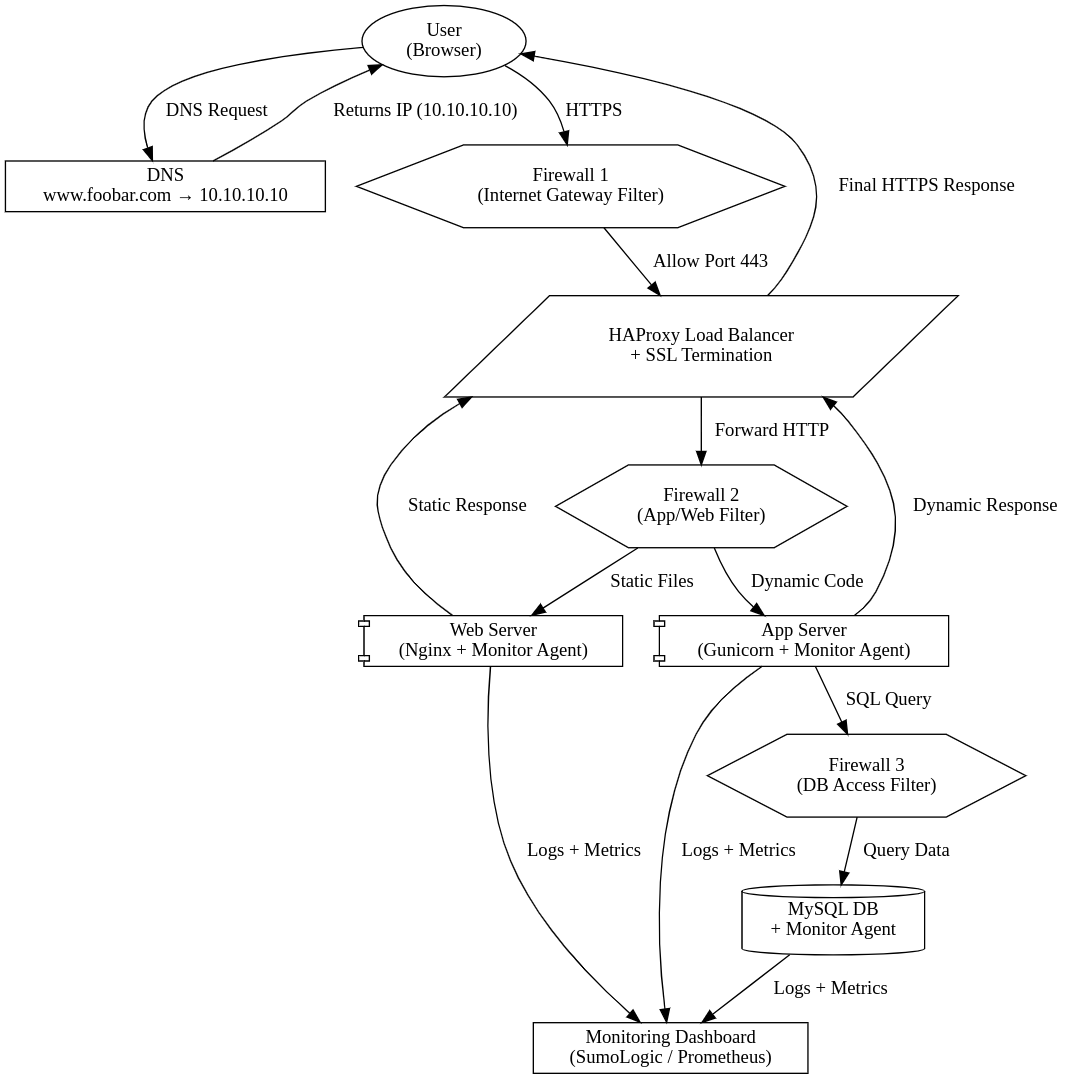 User
(Browser)
DNS Request
Returns IP (10.10.10.10)
HTTPS
DNS
www.foobar.com → 10.10.10.10
Firewall 1
(Internet Gateway Filter)
Final HTTPS Response
Allow Port 443
HAProxy Load Balancer
+ SSL Termination
Forward HTTP
Static Response
Firewall 2
(App/Web Filter)
Dynamic Response
Static Files
Dynamic Code
Web Server
(Nginx + Monitor Agent)
App Server
(Gunicorn + Monitor Agent)
SQL Query
Firewall 3
(DB Access Filter)
Logs + Metrics
Logs + Metrics
Query Data
MySQL DB
+ Monitor Agent
Logs + Metrics
Monitoring Dashboard
(SumoLogic / Prometheus)